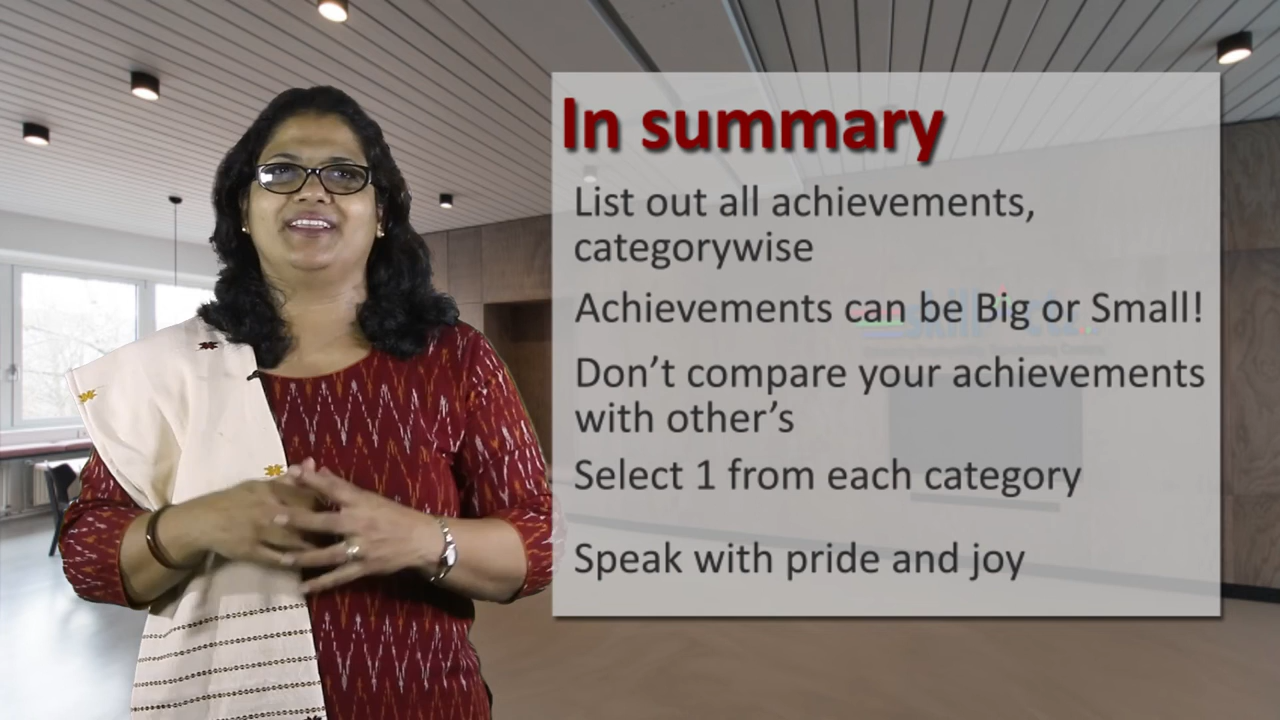 In summary
List out all achievements,
categorywise
Achievements can be Big or Small!
Don't compare your achievements
with other's
Select 1 from each category
Speak with pride and joy